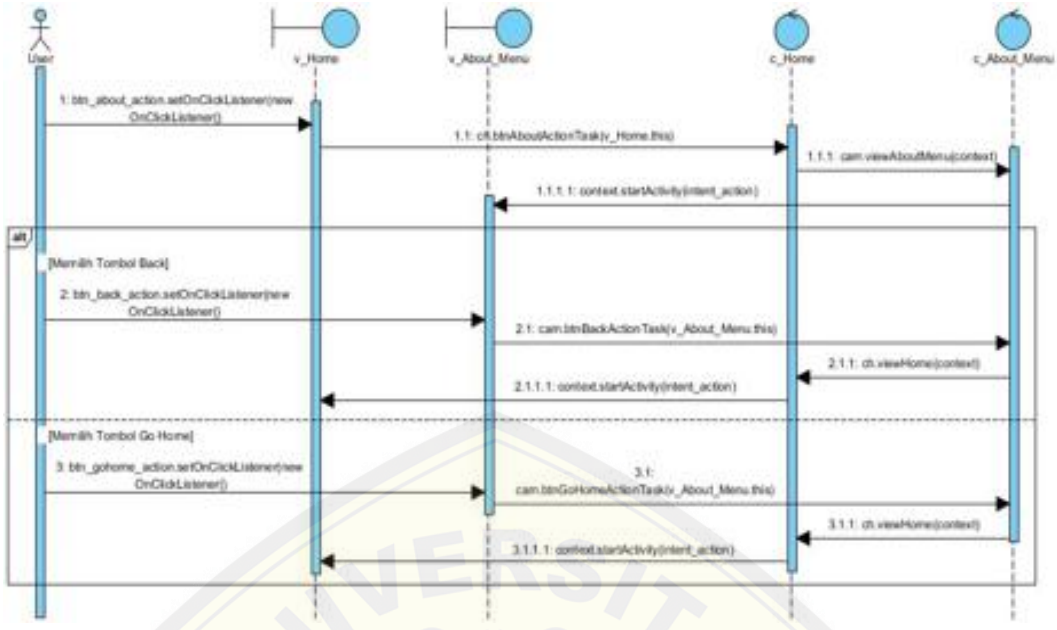 User
v_Home
v_About_Menu
c_Home
c_About_Menu
1: btn_about_action.setOnClickListener(new
OnClickListener()
1.1: ch.btnAboutActionTask(v_Home.this)
1.1.1: cam.viewAboutMenu(context)
1.1.1.1: context.startActivity(intent_action)
alt
[Memilih Tombol Back]
2: btn_back_action.setOnClickListener(new
OnClickListener()
2.1: cam.btnBackActionTask(v_About_Menu.this)
2.1.1: ch.viewHome(context)
2.1.1.1: context.startActivity(intent_action)
[Memilih Tombol Go Home]
3: btn_gohome_action.setOnClickListener(new
OnClickListener()
3.1:
cam.btnGoHomeActionTask(v_About_Menu.this)
3.1.1: ch.viewHome(context)
3.1.1.1: context.startActivity(intent_action)